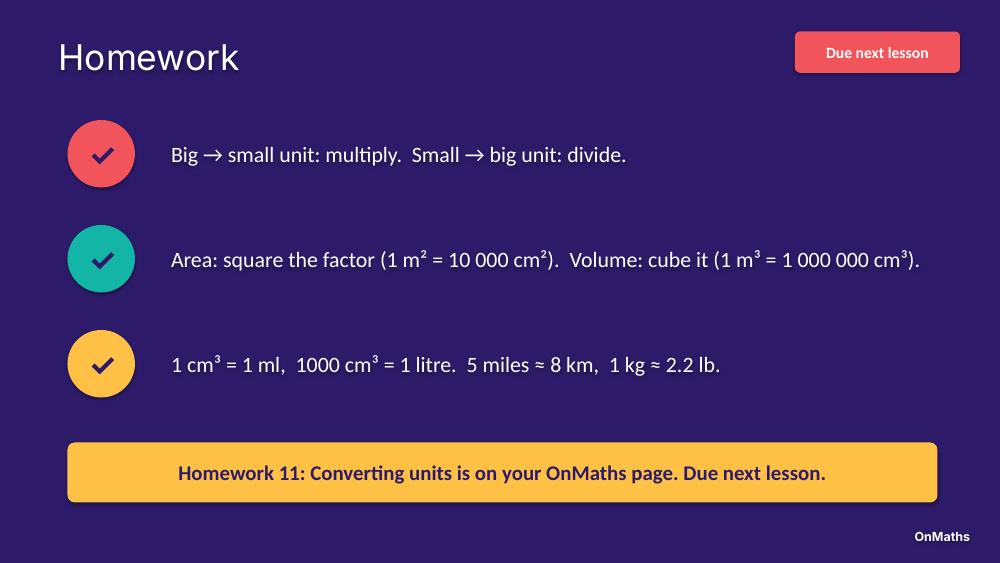 Homework
Due next lesson
Big → small unit: multiply. Small → big unit: divide.
Area: square the factor (1 m² = 10 000 cm²). Volume: cube it (1 m³ = 1 000 000 cm³).
1 cm³ = 1 ml, 1000 cm³ = 1 litre. 5 miles ≈ 8 km, 1 kg ≈ 2.2 lb.
Homework 11: Converting units is on your OnMaths page. Due next lesson.
OnMaths